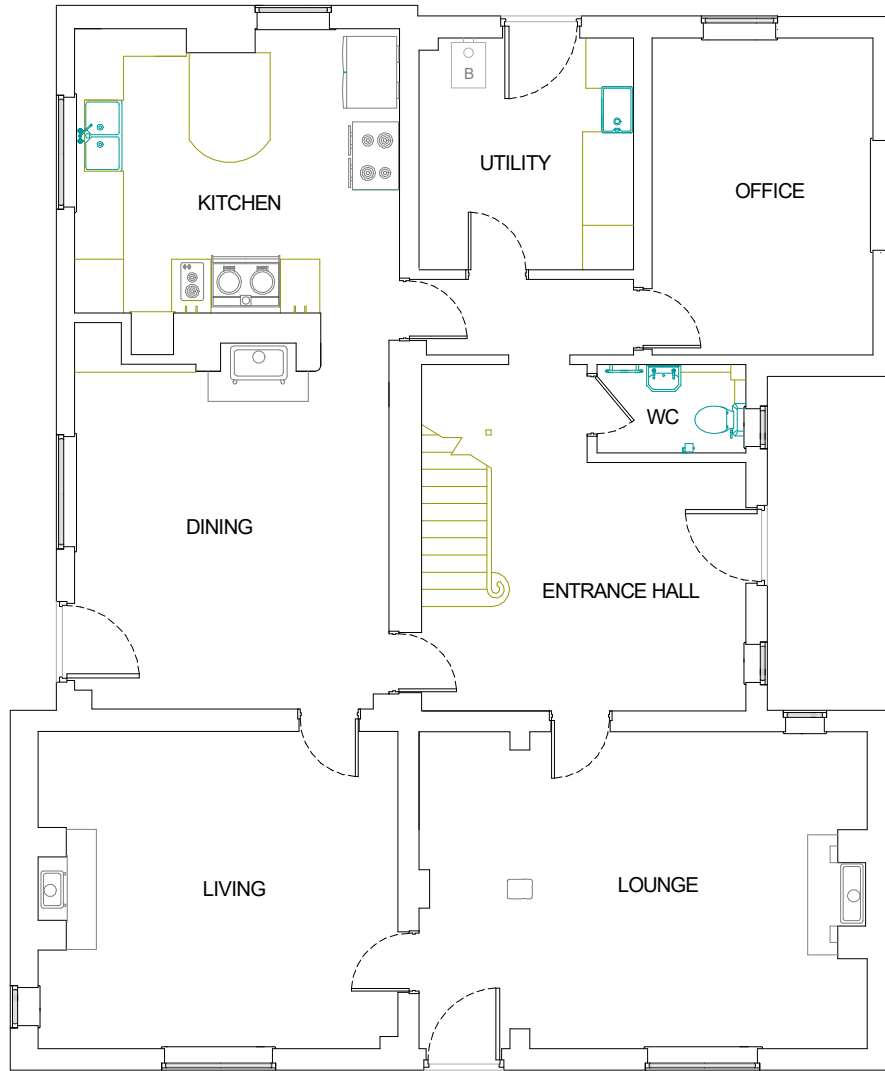 B
UTILITY
OFFICE
KITCHEN
WC
DINING
ENTRANCE HALL
LIVING
LOUNGE